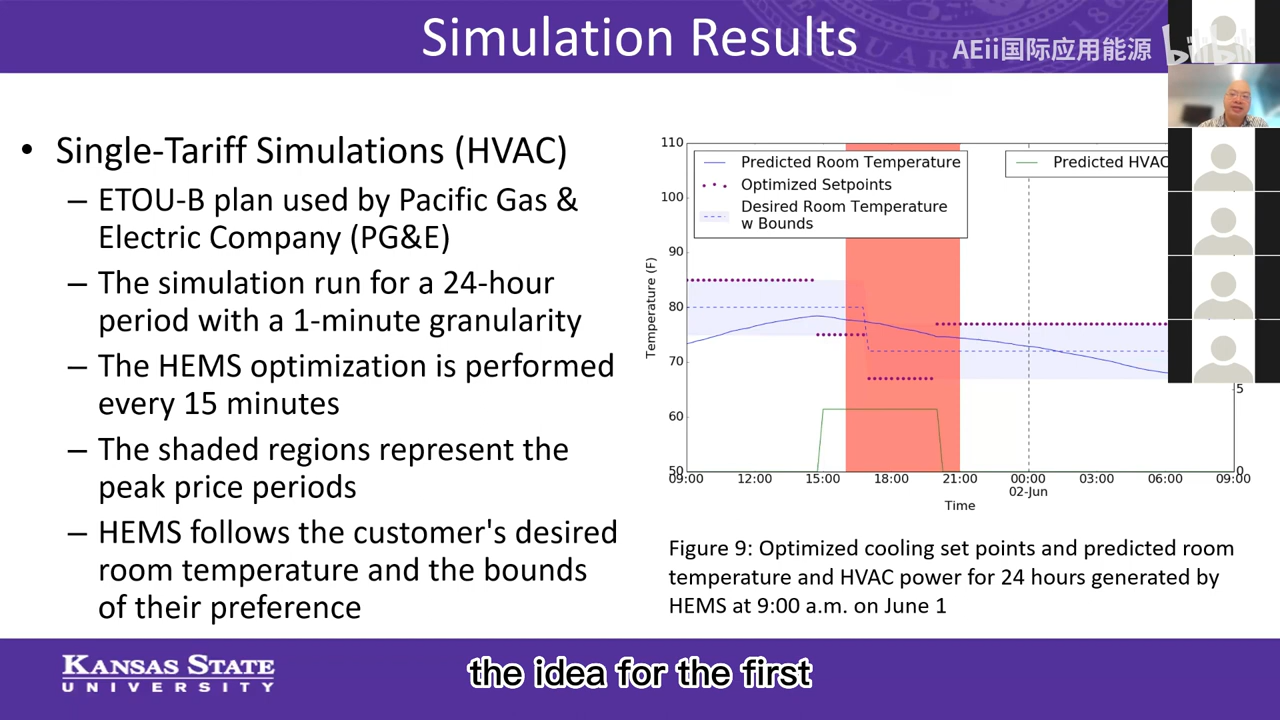 Simulation Results
AEii国际应用能源
bilibili
• Single-Tariff Simulations (HVAC)
– ETOU-B plan used by Pacific Gas &
Electric Company (PG&E)
– The simulation run for a 24-hour
period with a 1-minute granularity
– The HEMS optimization is performed
every 15 minutes
– The shaded regions represent the
peak price periods
– HEMS follows the customer's desired
room temperature and the bounds
of their preference
Predicted Room Temperature
Optimized Setpoints
Desired Room Temperature
w Bounds
Predicted HVAC
Temperature (F)
110
100
90
80
70
60
50
5
0
09:00 12:00 15:00 18:00 21:00 00:00 03:00 06:00 09:00
02-Jun
Time
Figure 9: Optimized cooling set points and predicted room
temperature and HVAC power for 24 hours generated by
HEMS at 9:00 a.m. on June 1
KANSAS STATE
UNIVERSITY
the idea for the first